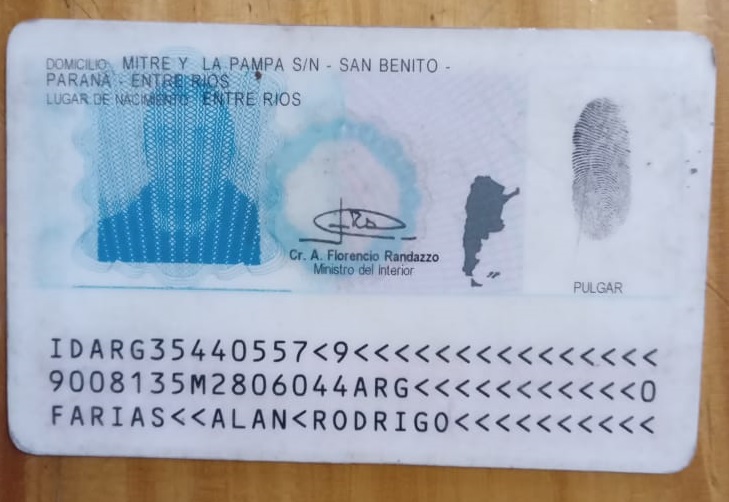 DOMICILIO: MITRE Y LA PAMPA S/N - SAN BENITO -
PARANÁ - ENTRE RIOS
LUGAR DE NACIMIENTO: ENTRE RIOS
Cr. A. Florencio Randazzo
Ministro del Interior
PULGAR
IDARG35440557<9<<<<<<<<<<<<<<<
9008135M2806044ARG<<<<<<<<<<<0
FARIAS<<ALAN<RODRIGO<<<<<<<<<<